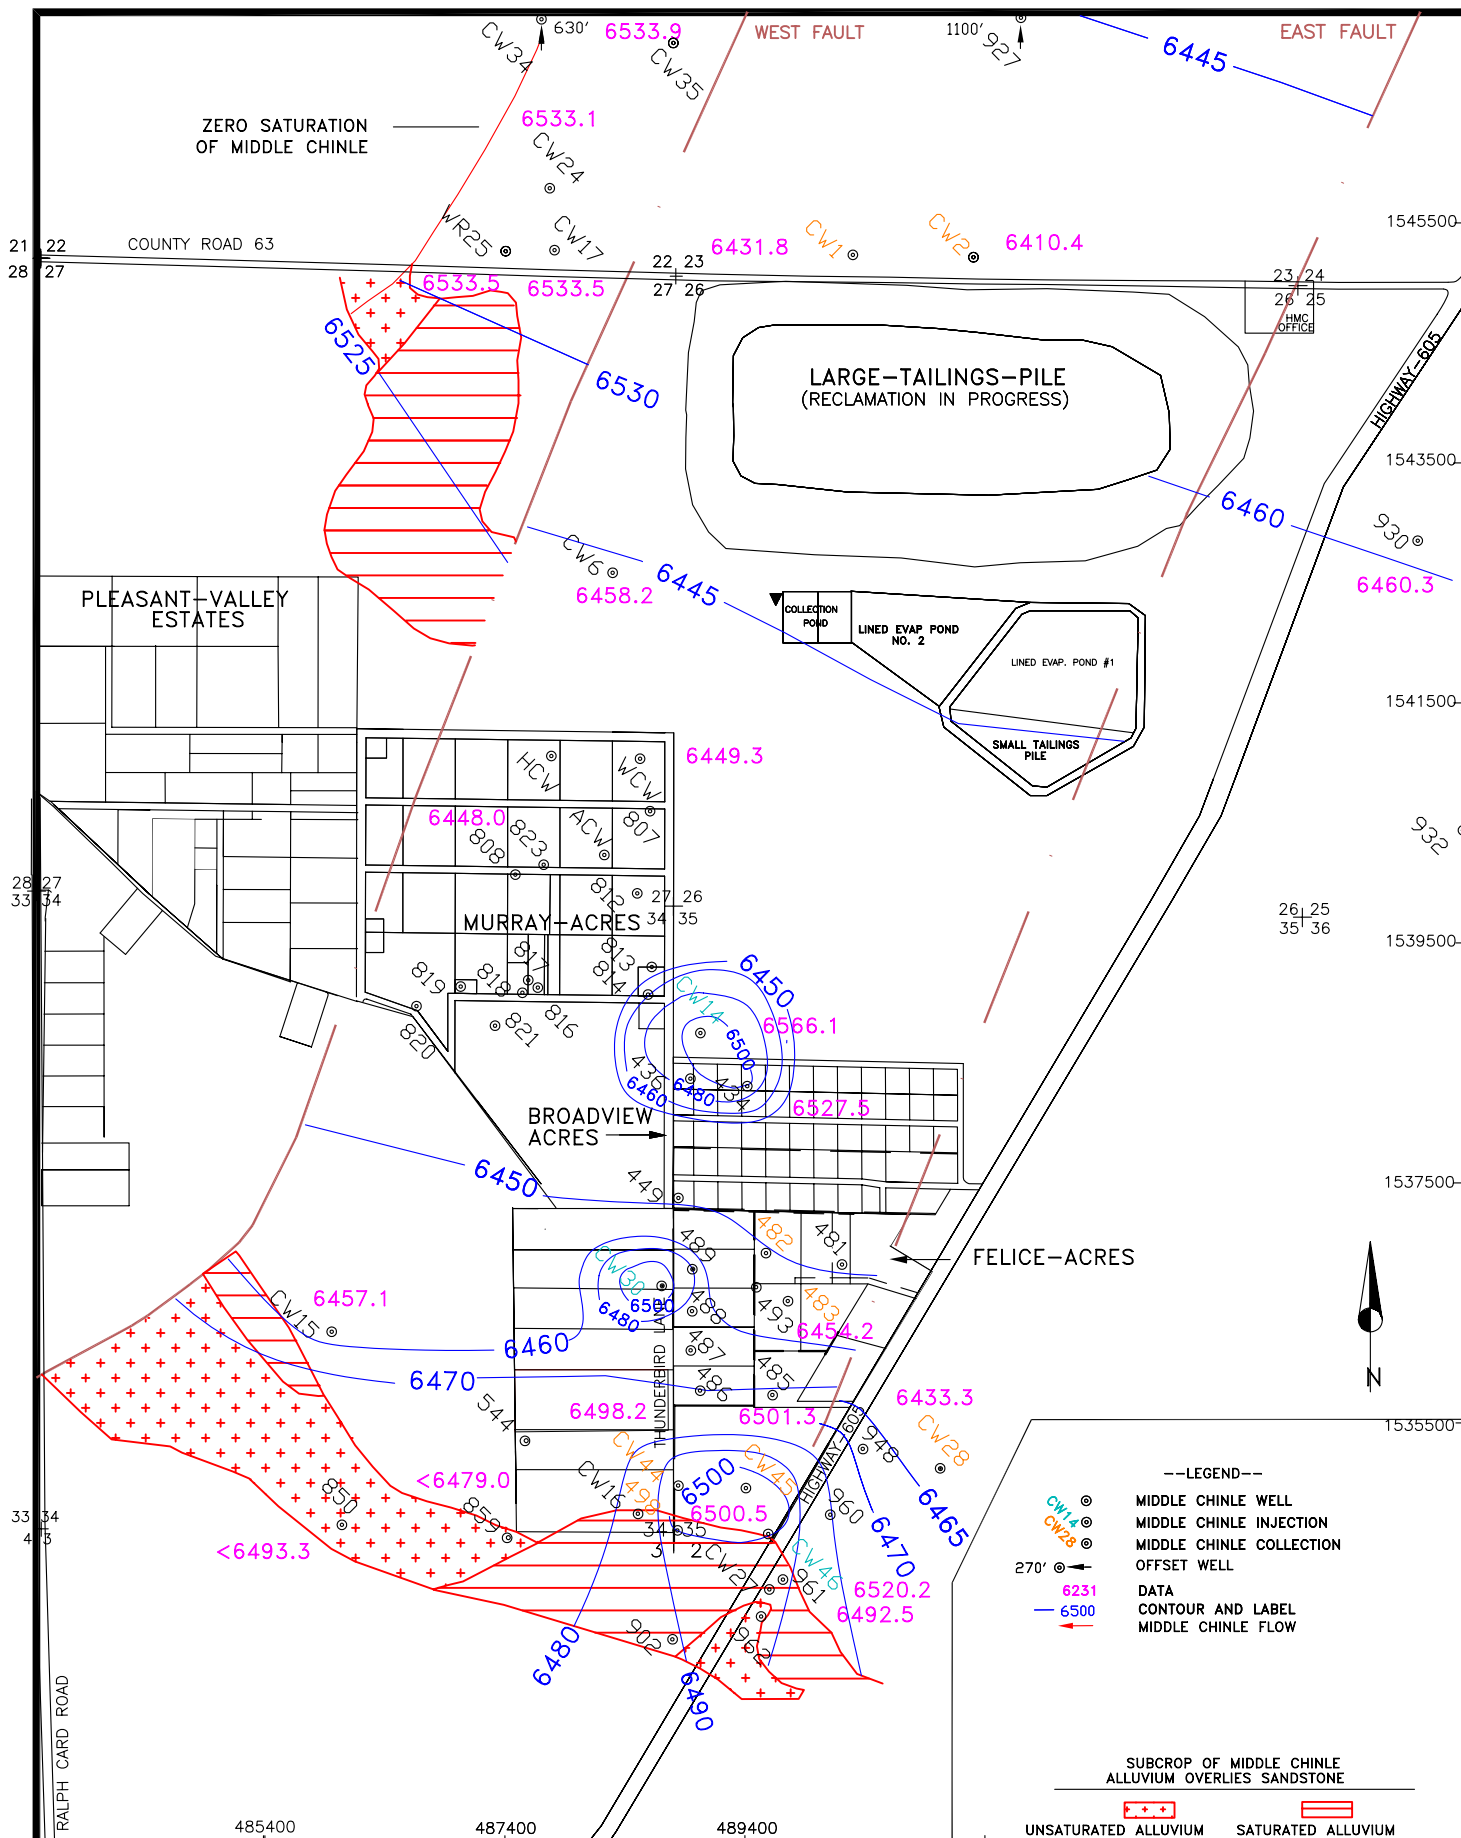 630'
6533.9
WEST FAULT
1100'
927
EAST FAULT
CW34
CW35
6445
ZERO SATURATION
OF MIDDLE CHINLE
6533.1
CW24
1545500
WR25
CW17
6431.8
CW1
CW2
6410.4
21 22
28 27
COUNTY ROAD 63
22 23
27 26
23 24
26 25
6533.5
6533.5
HMC
OFFICE
6525
6530
LARGE-TAILINGS-PILE
(RECLAMATION IN PROGRESS)
HIGHWAY-605
1543500
6460
930
CW6
6445
6458.2
6460.3
PLEASANT-VALLEY
ESTATES
COLLECTION
POND
LINED EVAP POND
NO. 2
LINED EVAP. POND #1
1541500
SMALL TAILINGS
PILE
HCW
WCW
6449.3
6448.0
808
823
ACW
807
932
28 27
33 34
812
27 26
34 35
26 25
35 36
MURRAY-ACRES
1539500
819
818
817
813
814
6450
CW14
6566.1
820
821
816
6500
436
434
6460
6480
6527.5
BROADVIEW
ACRES
6450
449
1537500
489
482
481
FELICE-ACRES
CW30
6500
6480
488
493
483
6457.1
CW15
6454.2
6460
487
THUNDERBIRD LANE
6470
486
485
6433.3
544
6498.2
6501.3
HIGHWAY-605
948
CW28
1535500
CW44
498
CW45
<6479.0
CW16
6500
6500.5
960
6465
6470
850
859
33 34
4 3
34 35
3 2
<6493.3
CW27
961
CW46
6520.2
6492.5
902
962
6480
6490
N
--LEGEND--
CW14
MIDDLE CHINLE WELL
MIDDLE CHINLE INJECTION
CW28
MIDDLE CHINLE COLLECTION
270'
OFFSET WELL
6231
DATA
6500
CONTOUR AND LABEL
MIDDLE CHINLE FLOW
RALPH CARD ROAD
SUBCROP OF MIDDLE CHINLE
ALLUVIUM OVERLIES SANDSTONE
UNSATURATED ALLUVIUM
SATURATED ALLUVIUM
485400
487400
489400